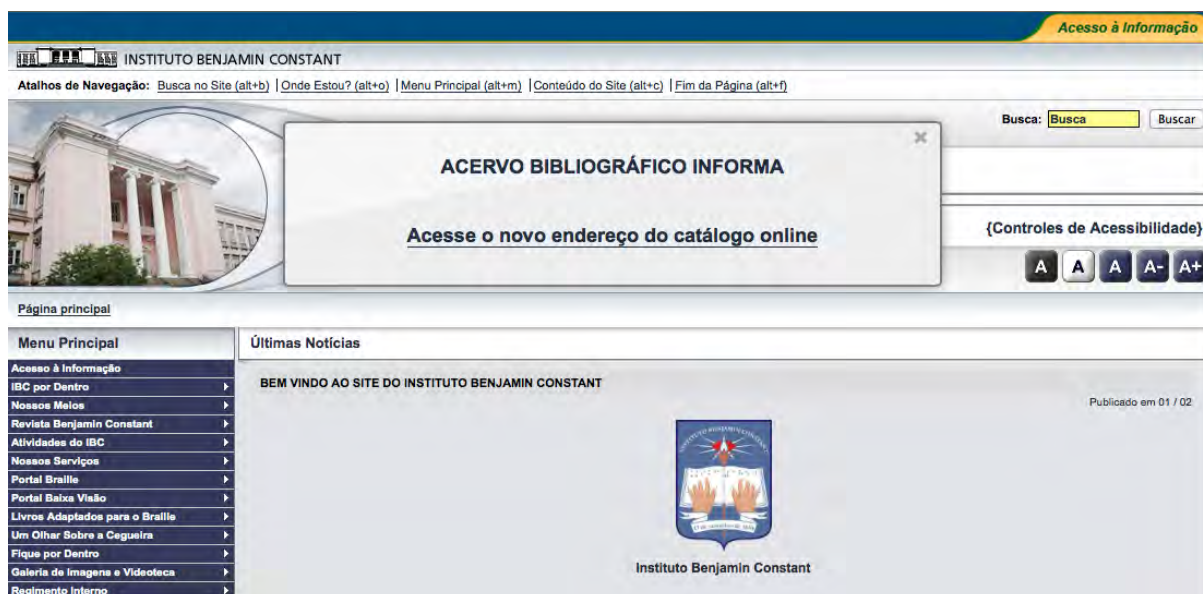 Acesso à Informação
INSTITUTO BENJAMIN CONSTANT
Atalhos de Navegação: Busca no Site (alt+b) | Onde Estou? (alt+o) | Menu Principal (alt+m) | Conteúdo do Site (alt+c) | Fim da Página (alt+f)
Busca: Busca Buscar
×
ACERVO BIBLIOGRÁFICO INFORMA
Acesse o novo endereço do catálogo online
{Controles de Acessibilidade}
A A A A- A+
Página principal
Menu Principal
Acesso à Informação
IBC por Dentro
Nossos Meios
Revista Benjamin Constant
Atividades do IBC
Nossos Serviços
Portal Braille
Portal Baixa Visão
Livros Adaptados para o Braille
Um Olhar Sobre a Cegueira
Fique por Dentro
Galeria de Imagens e Videoteca
Regimento Interno
Últimas Notícias
BEM VINDO AO SITE DO INSTITUTO BENJAMIN CONSTANT
Publicado em 01 / 02
INSTITUTO BENJAMIN CONSTANT
Instituto Benjamin Constant